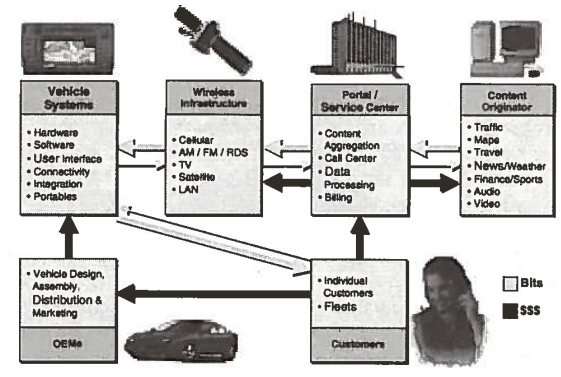 Vehicle
Systems
• Hardware
• Software
• User Interface
• Connectivity
• Integration
• Portables
Wireless
Infrastructure
• Cellular
• AM / FM / RDS
• TV
• Satellite
• LAN
Portal /
Service Center
• Content
Aggregation
• Call Center
• Data
Processing
• Billing
Content
Originator
• Traffic
• Maps
• Travel
• News/Weather
• Finance/Sports
• Audio
• Video
• Vehicle Design,
Assembly,
Distribution &
Marketing
OEMs
• Individual
Customers
• Fleets
Customers
Bits
$$$